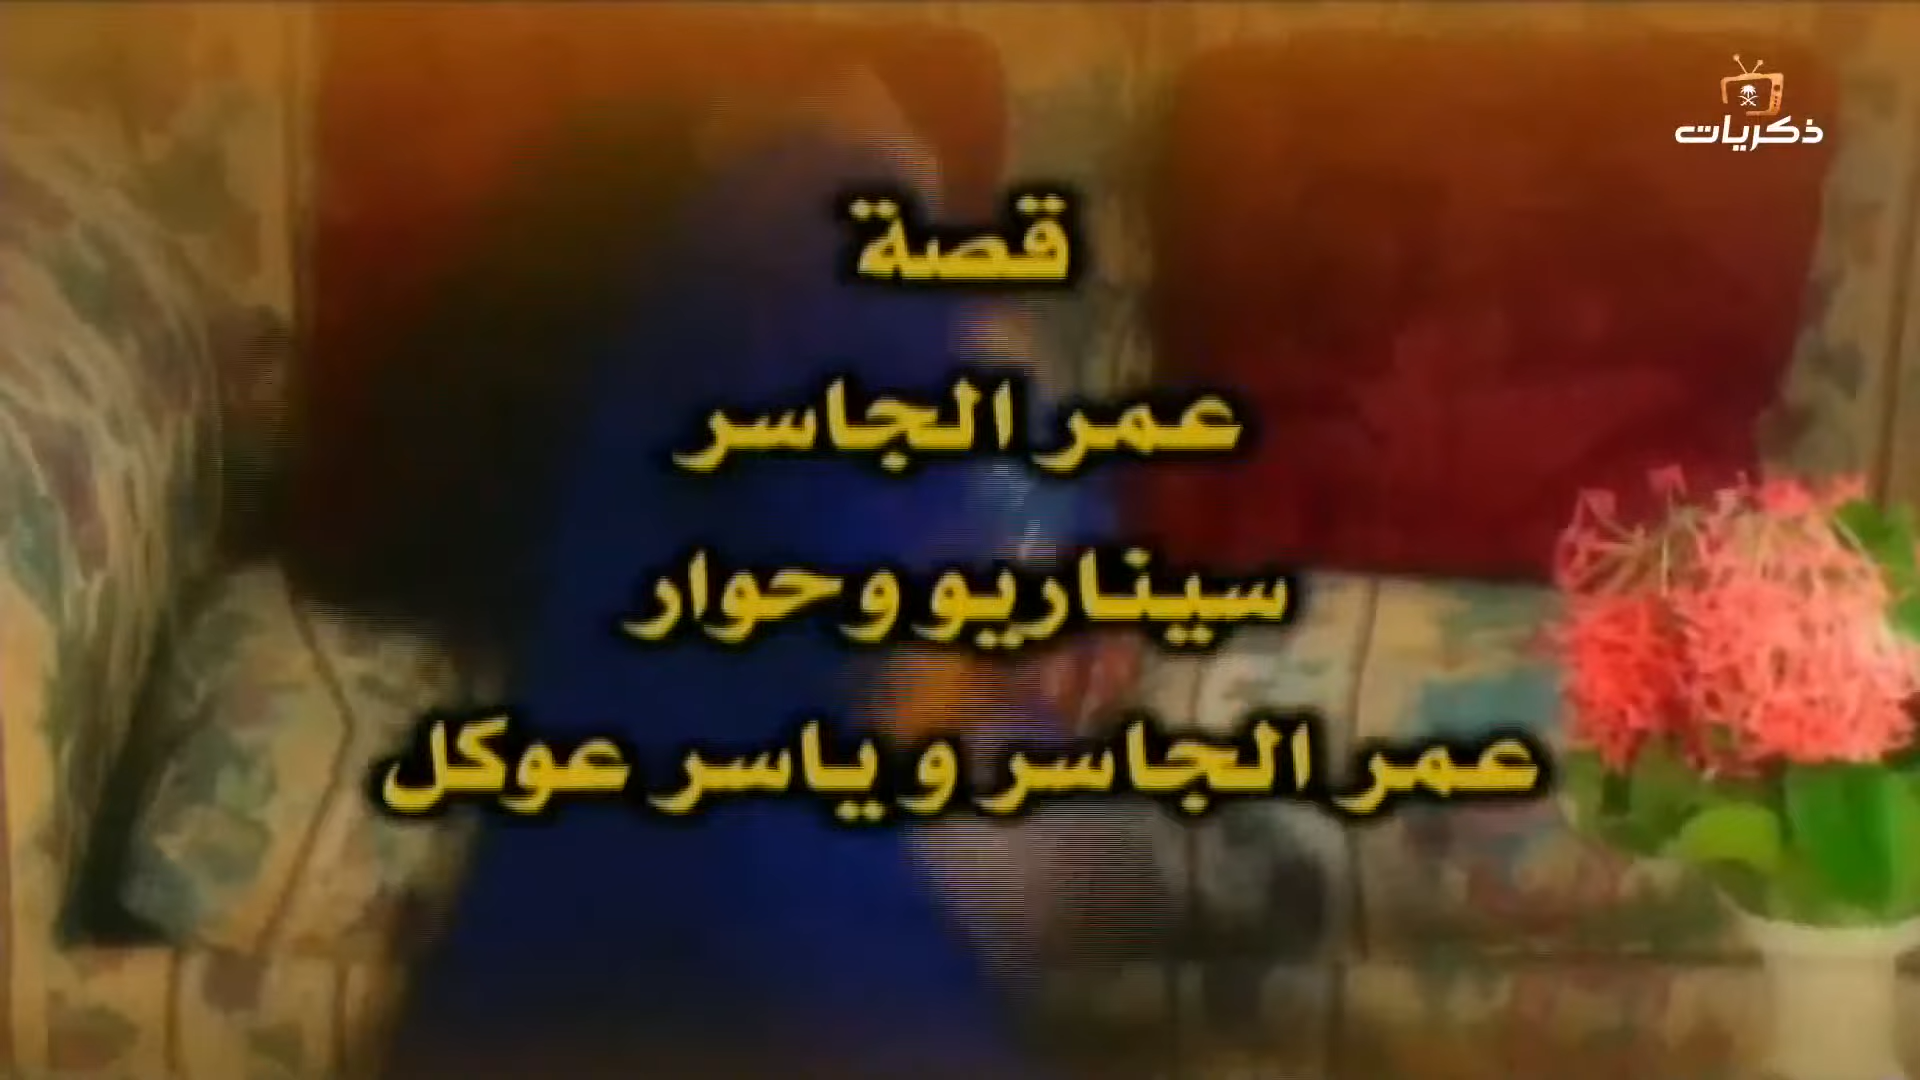 ذكريات
قصة
عمر الجاسر
سيناريو وحوار
عمر الجاسر و ياسر عوكل